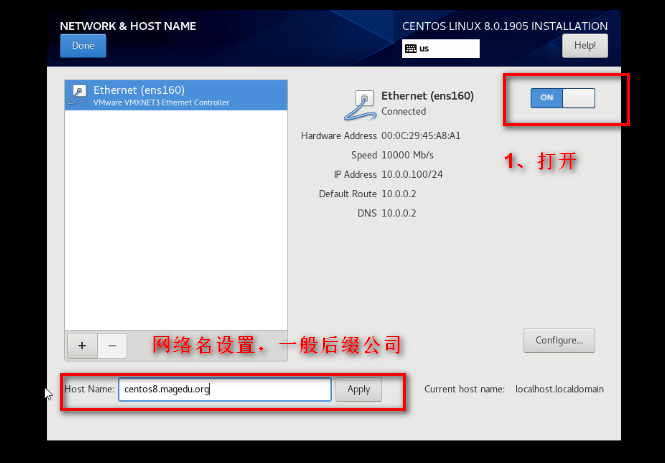 NETWORK & HOST NAME
CENTOS LINUX 8.0.1905 INSTALLATION
Done
us
Help!
Ethernet (ens160)
VMware VMXNET3 Ethernet Controller
Ethernet (ens160)
Connected
ON
Hardware Address 00:0C:29:45:A8:A1
Speed 10000 Mb/s
IP Address 10.0.0.100/24
Default Route 10.0.0.2
DNS 10.0.0.2
1、打开
+ −
网络名设置．一般后缀公司
Configure...
Host Name: centos8.magedu.org Apply
Current host name: localhost.localdomain